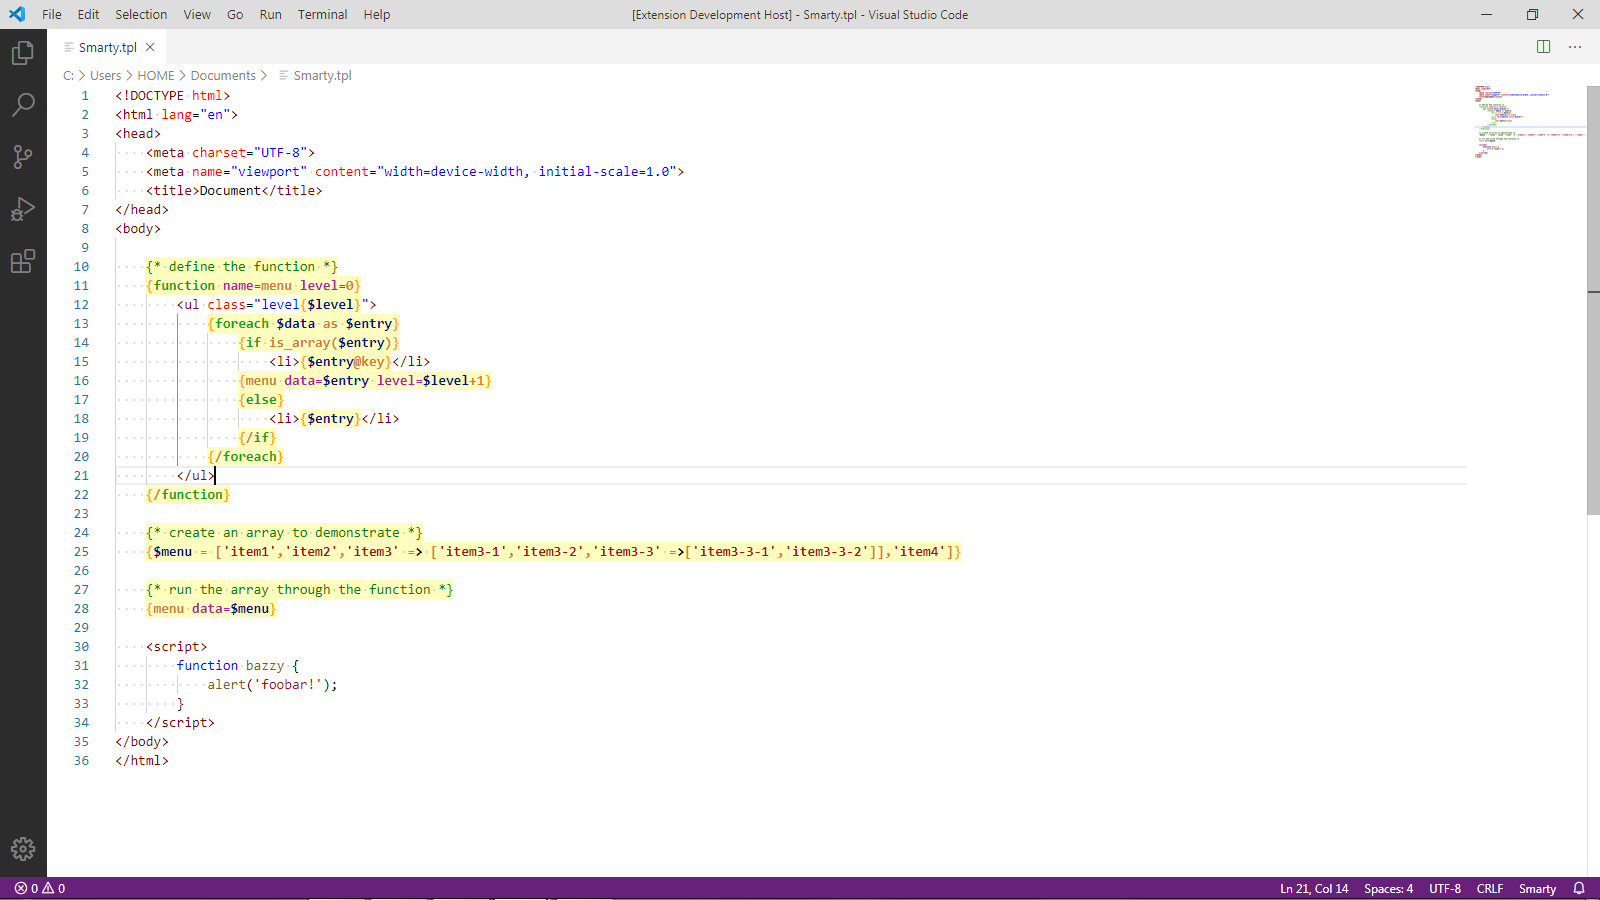 File Edit Selection View Go Run Terminal Help [Extension Development Host] - Smarty.tpl - Visual Studio Code
Smarty.tpl
C: > Users > HOME > Documents > Smarty.tpl
1 <!DOCTYPE html>
2 <html lang="en">
3 <head>
4     <meta charset="UTF-8">
5     <meta name="viewport" content="width=device-width, initial-scale=1.0">
6     <title>Document</title>
7 </head>
8 <body>
9
10     {* define the function *}
11     {function name=menu level=0}
12         <ul class="level{$level}">
13             {foreach $data as $entry}
14                 {if is_array($entry)}
15                     <li>{$entry@key}</li>
16                 {menu data=$entry level=$level+1}
17                 {else}
18                     <li>{$entry}</li>
19                 {/if}
20             {/foreach}
21         </ul>
22     {/function}
23
24     {* create an array to demonstrate *}
25     {$menu = ['item1','item2','item3' => ['item3-1','item3-2','item3-3' =>['item3-3-1','item3-3-2']],'item4']}
26
27     {* run the array through the function *}
28     {menu data=$menu}
29
30     <script>
31         function bazzy {
32             alert('foobar!');
33         }
34     </script>
35 </body>
36 </html>
0 0 Ln 21, Col 14 Spaces: 4 UTF-8 CRLF Smarty